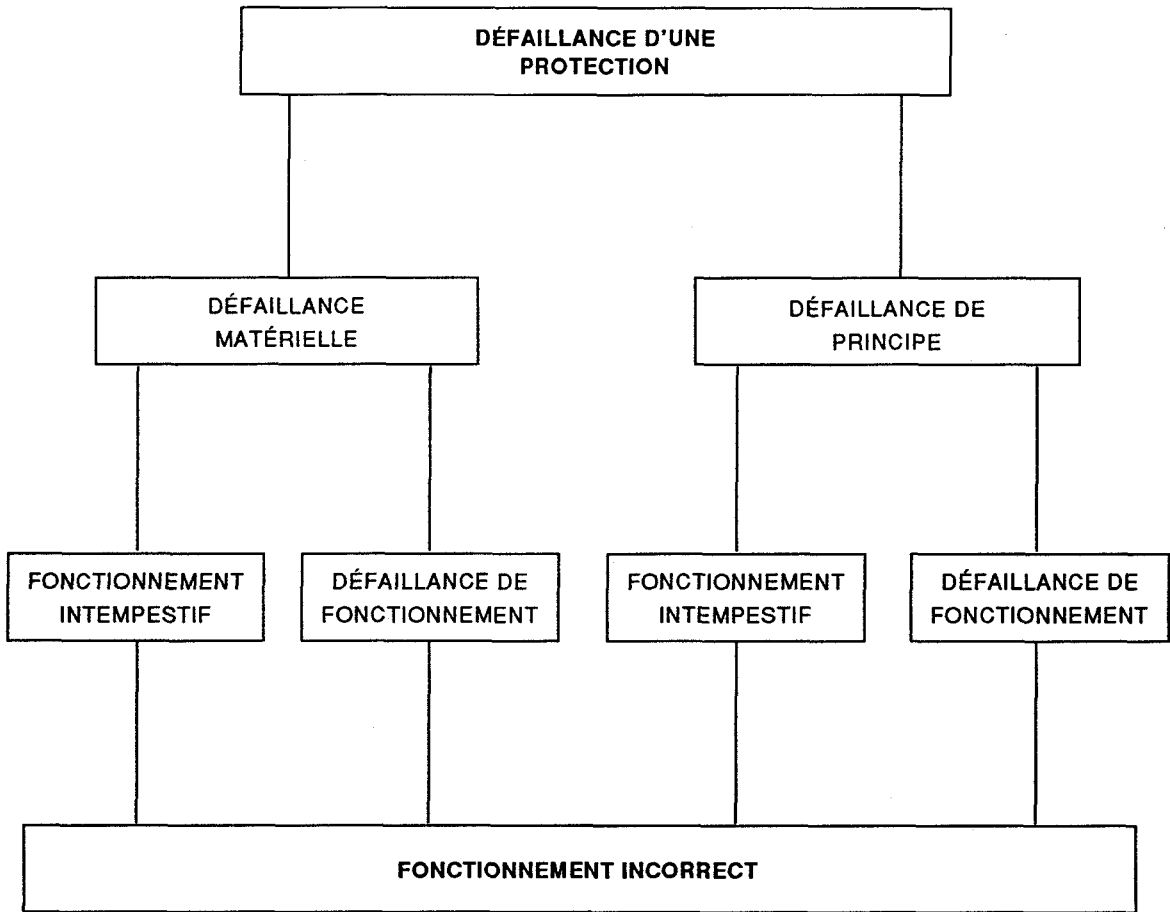 DÉFAILLANCE D'UNE
PROTECTION
DÉFAILLANCE
MATÉRIELLE
DÉFAILLANCE DE
PRINCIPE
FONCTIONNEMENT
INTEMPESTIF
DÉFAILLANCE DE
FONCTIONNEMENT
FONCTIONNEMENT
INTEMPESTIF
DÉFAILLANCE DE
FONCTIONNEMENT
FONCTIONNEMENT INCORRECT